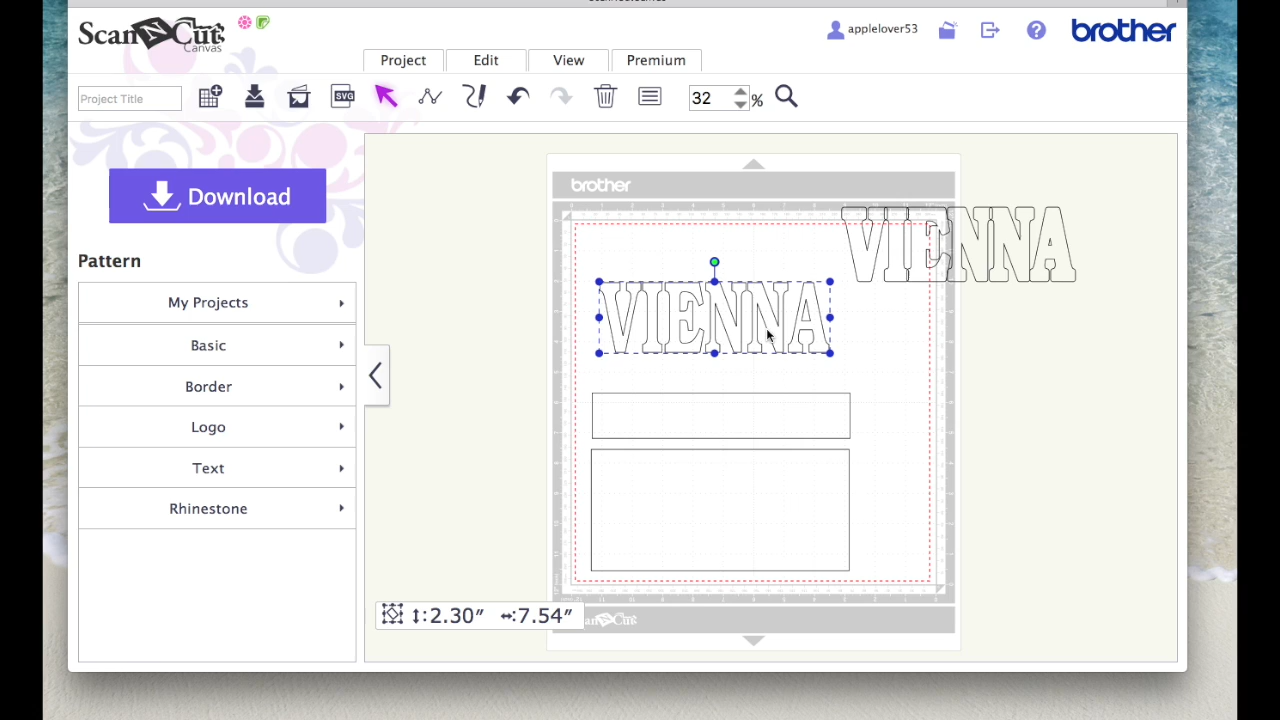 ScanNCut
Canvas
applelover53
brother
Project
Edit
View
Premium
Project Title
SVG
32
%
Download
Pattern
My Projects
Basic
Border
Logo
Text
Rhinestone
brother
VIENNA
VIENNA
2.30” 7.54”